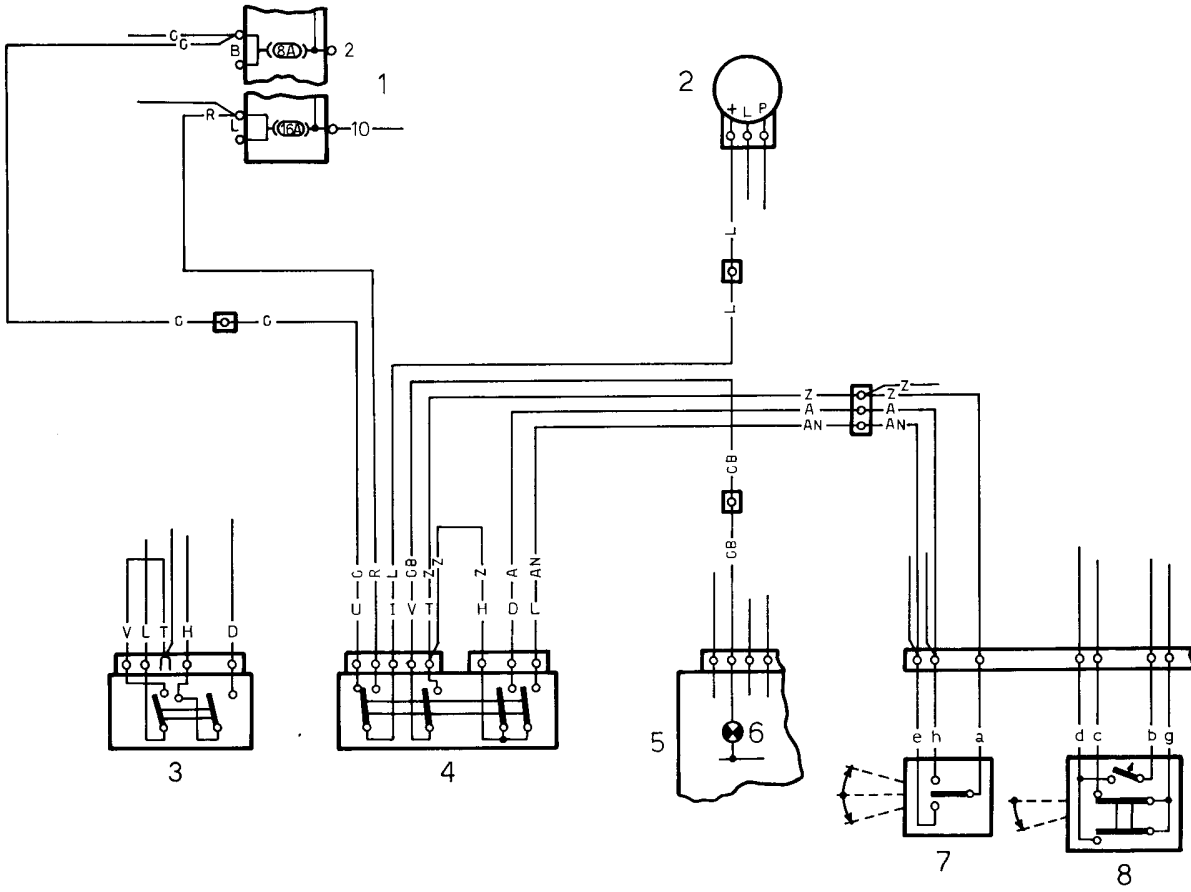 G
G
B
(8A)
2
1
R
L
(16A)
10
2
+ L P
L
L
G G
Z
Z Z
A A
AN AN
GB
GB
G R L GB Z Z Z A AN
U I V T H D L
V L T H D
3
4
5
6
e h a
7
d c b g
8